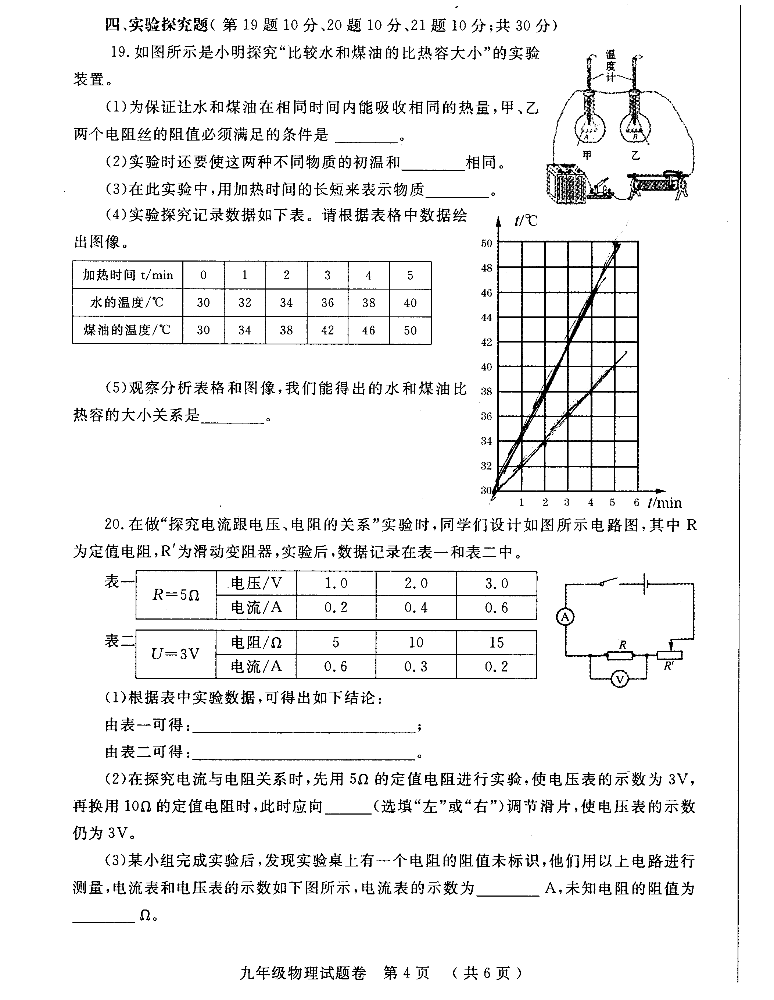 四、实验探究题( 第 19 题 10 分、20 题 10 分、21 题 10 分;共 30 分)
19. 如图所示是小明探究“比较水和煤油的比热容大小”的实验
装置。
(1)为保证让水和煤油在相同时间内能吸收相同的热量,甲、乙
两个电阻丝的阻值必须满足的条件是 ________。
(2)实验时还要使这两种不同物质的初温和________相同。
(3)在此实验中,用加热时间的长短来表示物质________。
(4)实验探究记录数据如下表。请根据表格中数据绘
出图像。
温度计
A B
甲 乙
加热时间 t/min 0 1 2 3 4 5
水的温度/℃ 30 32 34 36 38 40
煤油的温度/℃ 30 34 38 42 46 50
t/℃
50
48
46
44
42
40
38
36
34
32
30
1 2 3 4 5 6 t/min
(5)观察分析表格和图像,我们能得出的水和煤油比
热容的大小关系是________。
20. 在做“探究电流跟电压、电阻的关系”实验时,同学们设计如图所示电路图,其中 R
为定值电阻,R′为滑动变阻器,实验后,数据记录在表一和表二中。
表一 R=5Ω 电压/V 1.0 2.0 3.0
电流/A 0.2 0.4 0.6
表二 U=3V 电阻/Ω 5 10 15
电流/A 0.6 0.3 0.2
A
R
R′
V
(1)根据表中实验数据,可得出如下结论:
由表一可得:____________________________;
由表二可得:____________________________。
(2)在探究电流与电阻关系时,先用 5Ω 的定值电阻进行实验,使电压表的示数为 3V,
再换用 10Ω 的定值电阻时,此时应向______(选填“左”或“右”)调节滑片,使电压表的示数
仍为 3V。
(3)某小组完成实验后,发现实验桌上有一个电阻的阻值未标识,他们用以上电路进行
测量,电流表和电压表的示数如下图所示,电流表的示数为________ A,未知电阻的阻值为
________ Ω。
九年级物理试题卷 第 4 页 (共 6 页)